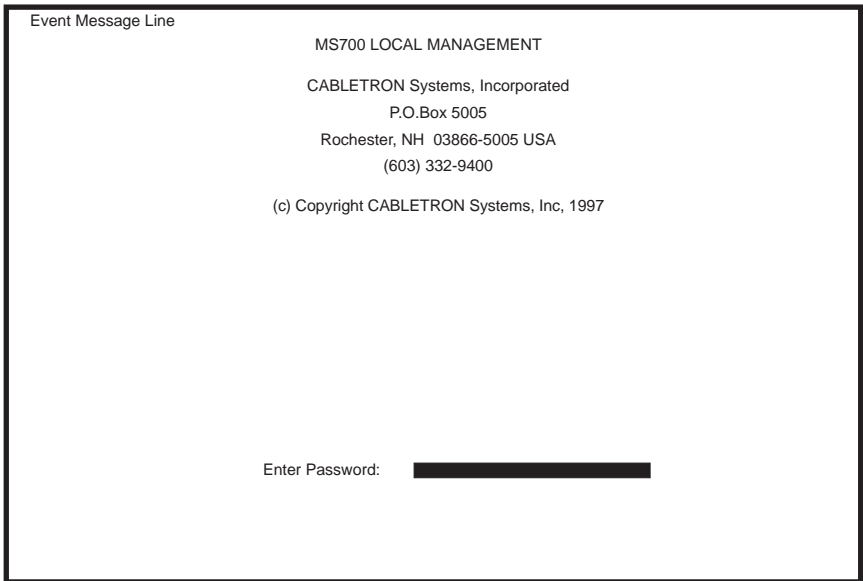 Event Message Line
MS700 LOCAL MANAGEMENT
CABLETRON Systems, Incorporated
P.O.Box 5005
Rochester, NH  03866-5005 USA
(603) 332-9400
(c) Copyright CABLETRON Systems, Inc, 1997
Enter Password: